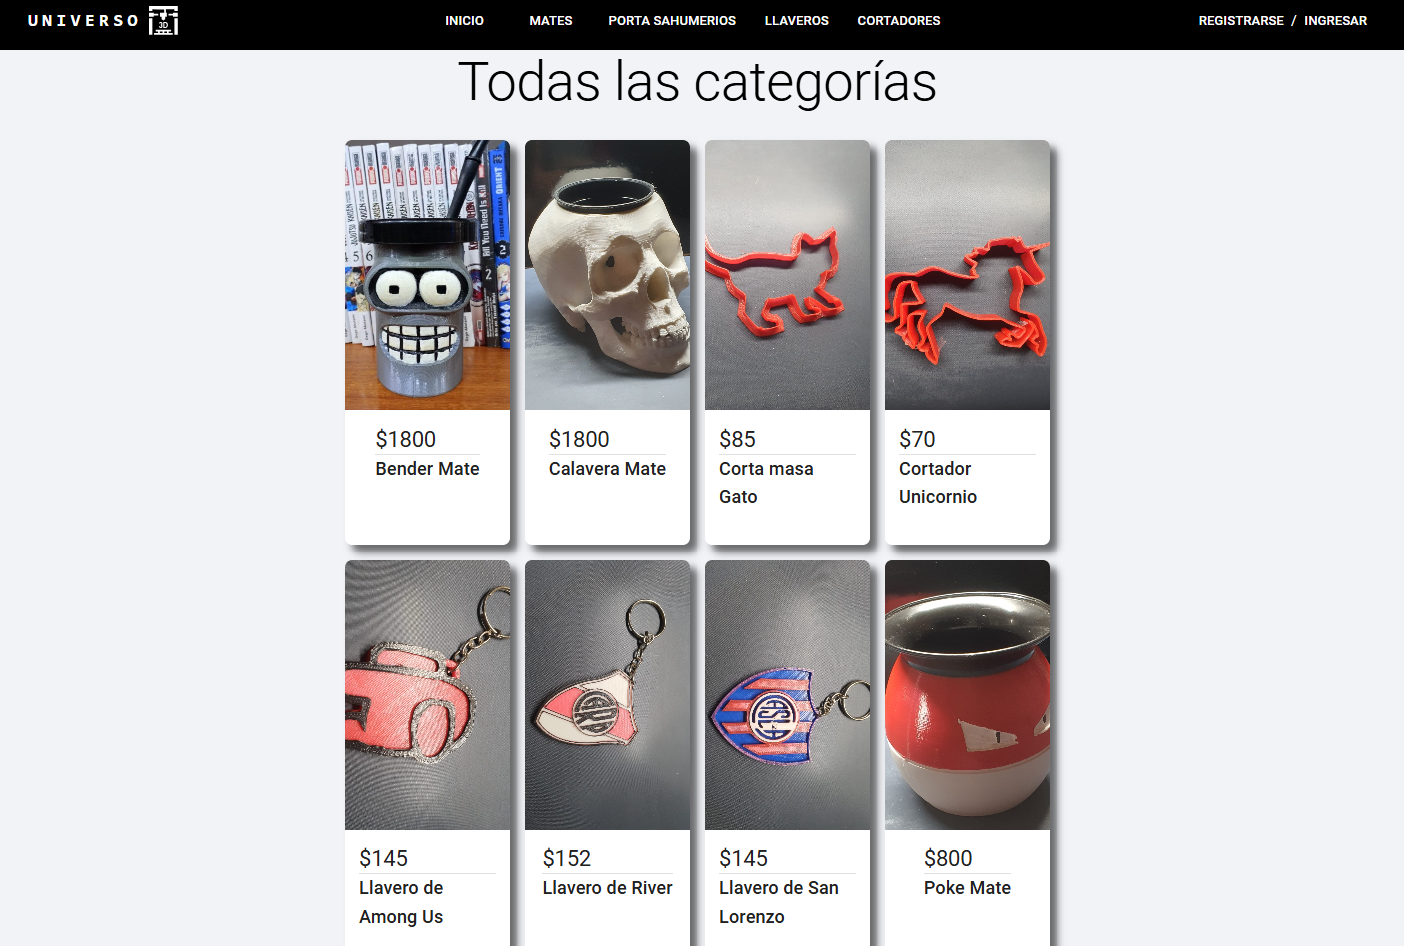 UNIVERSO 3D
INICIO MATES PORTA SAHUMERIOS LLAVEROS CORTADORES
REGISTRARSE / INGRESAR
Todas las categorías
$1800
Bender Mate
$1800
Calavera Mate
$85
Corta masa
Gato
$70
Cortador
Unicornio
$145
Llavero de
Among Us
$152
Llavero de River
$145
Llavero de San
Lorenzo
$800
Poke Mate